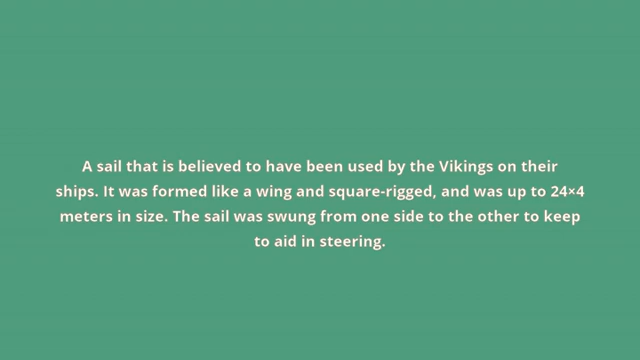 A sail that is believed to have been used by the Vikings on their
ships. It was formed like a wing and square-rigged, and was up to 24×4
meters in size. The sail was swung from one side to the other to keep
to aid in steering.